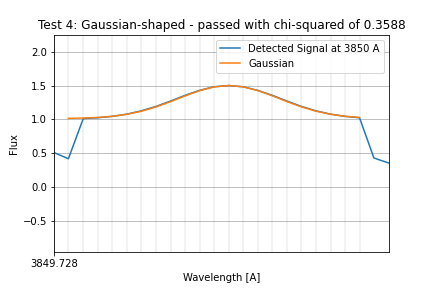 Test 4: Gaussian-shaped - passed with chi-squared of 0.3588
Detected Signal at 3850 A
Gaussian
2.0
1.5
1.0
0.5
0.0
−0.5
Flux
3849.728
Wavelength [A]